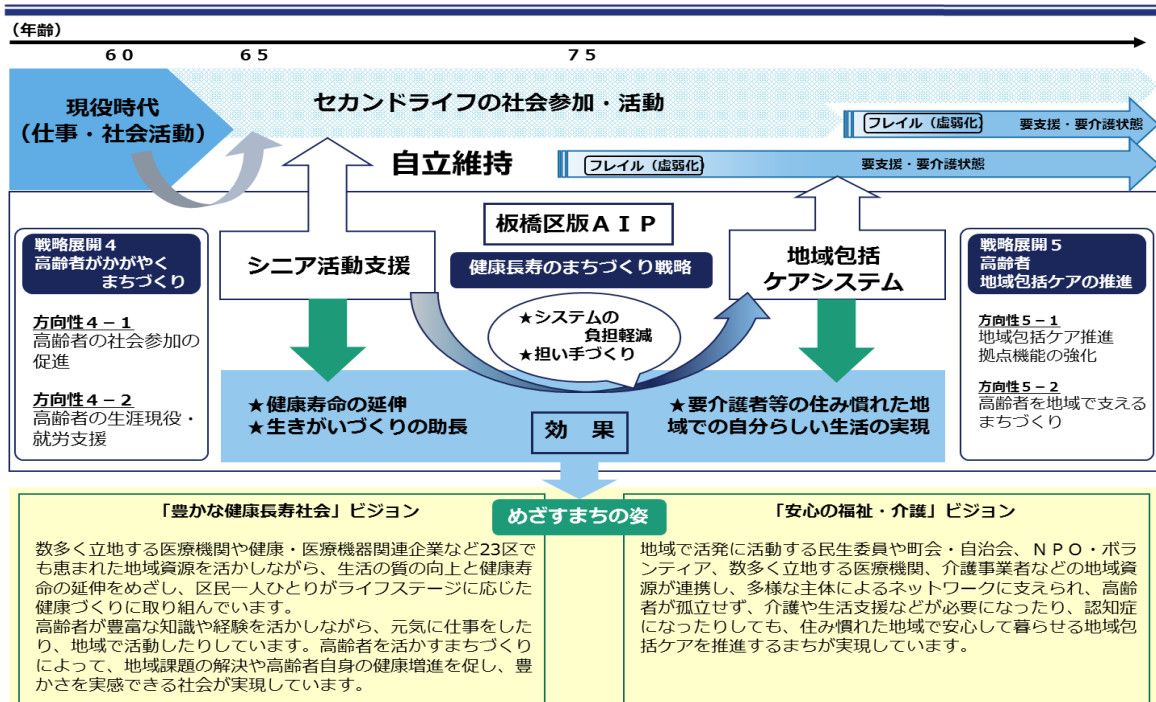 (年齢)
60
65
75
現役時代
(仕事・社会活動)
セカンドライフの社会参加・活動
フレイル(虚弱化)
要支援・要介護状態
自立維持
フレイル(虚弱化)
要支援・要介護状態
板橋区版AIP
健康長寿のまちづくり戦略
戦略展開4
高齢者がかがやく
まちづくり
方向性4-1
高齢者の社会参加の
促進
方向性4-2
高齢者の生涯現役・
就労支援
シニア活動支援
★システムの
負担軽減
★担い手づくり
地域包括
ケアシステム
戦略展開5
高齢者
地域包括ケアの推進
方向性5-1
地域包括ケア推進
拠点機能の強化
方向性5-2
高齢者を地域で支える
まちづくり
★健康寿命の延伸
★生きがいづくりの助長
効 果
★要介護者等の住み慣れた地
域での自分らしい生活の実現
めざすまちの姿
「豊かな健康長寿社会」ビジョン
数多く立地する医療機関や健康・医療機器関連企業など23区で
も恵まれた地域資源を活かしながら、生活の質の向上と健康寿
命の延伸をめざし、区民一人ひとりがライフステージに応じた
健康づくりに取り組んでいます。
高齢者が豊富な知識や経験を活かしながら、元気に仕事をした
り、地域で活動したりしています。高齢者を活かすまちづくり
によって、地域課題の解決や高齢者自身の健康増進を促し、豊
かさを実感できる社会が実現しています。
「安心の福祉・介護」ビジョン
地域で活発に活動する民生委員や町会・自治会、NPO・ボラ
ンティア、数多く立地する医療機関、介護事業者などの地域資
源が連携し、多様な主体によるネットワークに支えられ、高齢
者が孤立せず、介護や生活支援などが必要になったり、認知症
になったりしても、住み慣れた地域で安心して暮らせる地域包
括ケアを推進するまちが実現しています。